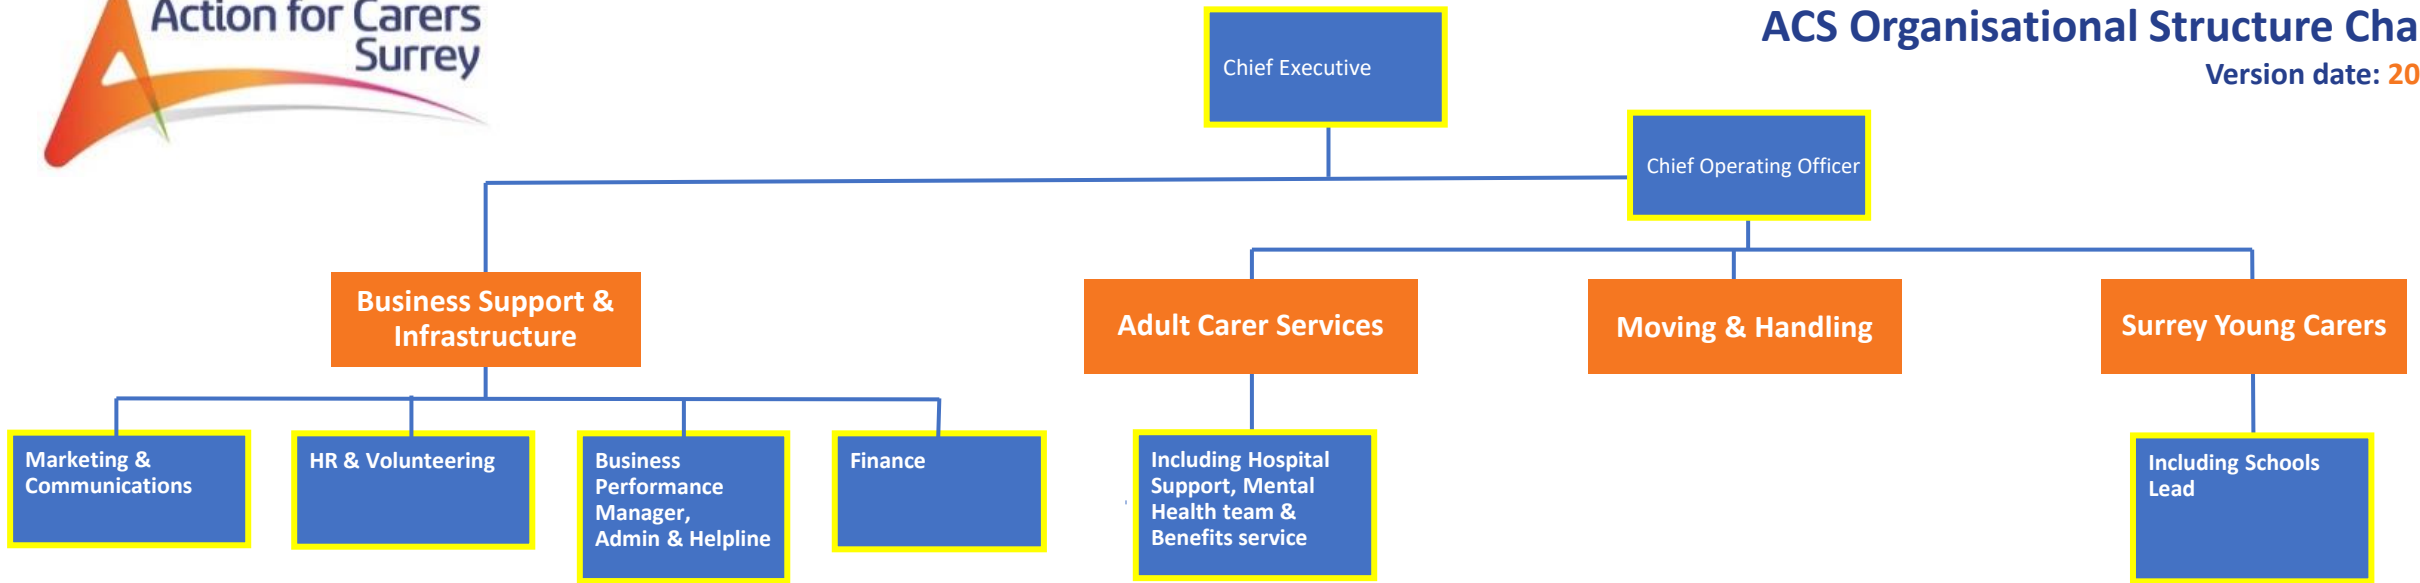 Action for Carers
Surrey
ACS Organisational Structure Cha
Version date: 20
Chief Executive
Chief Operating Officer
Business Support &
Infrastructure
Adult Carer Services
Moving & Handling
Surrey Young Carers
Marketing &
Communications
HR & Volunteering
Business
Performance
Manager,
Admin & Helpline
Finance
Including Hospital
Support, Mental
Health team &
Benefits service
Including Schools
Lead